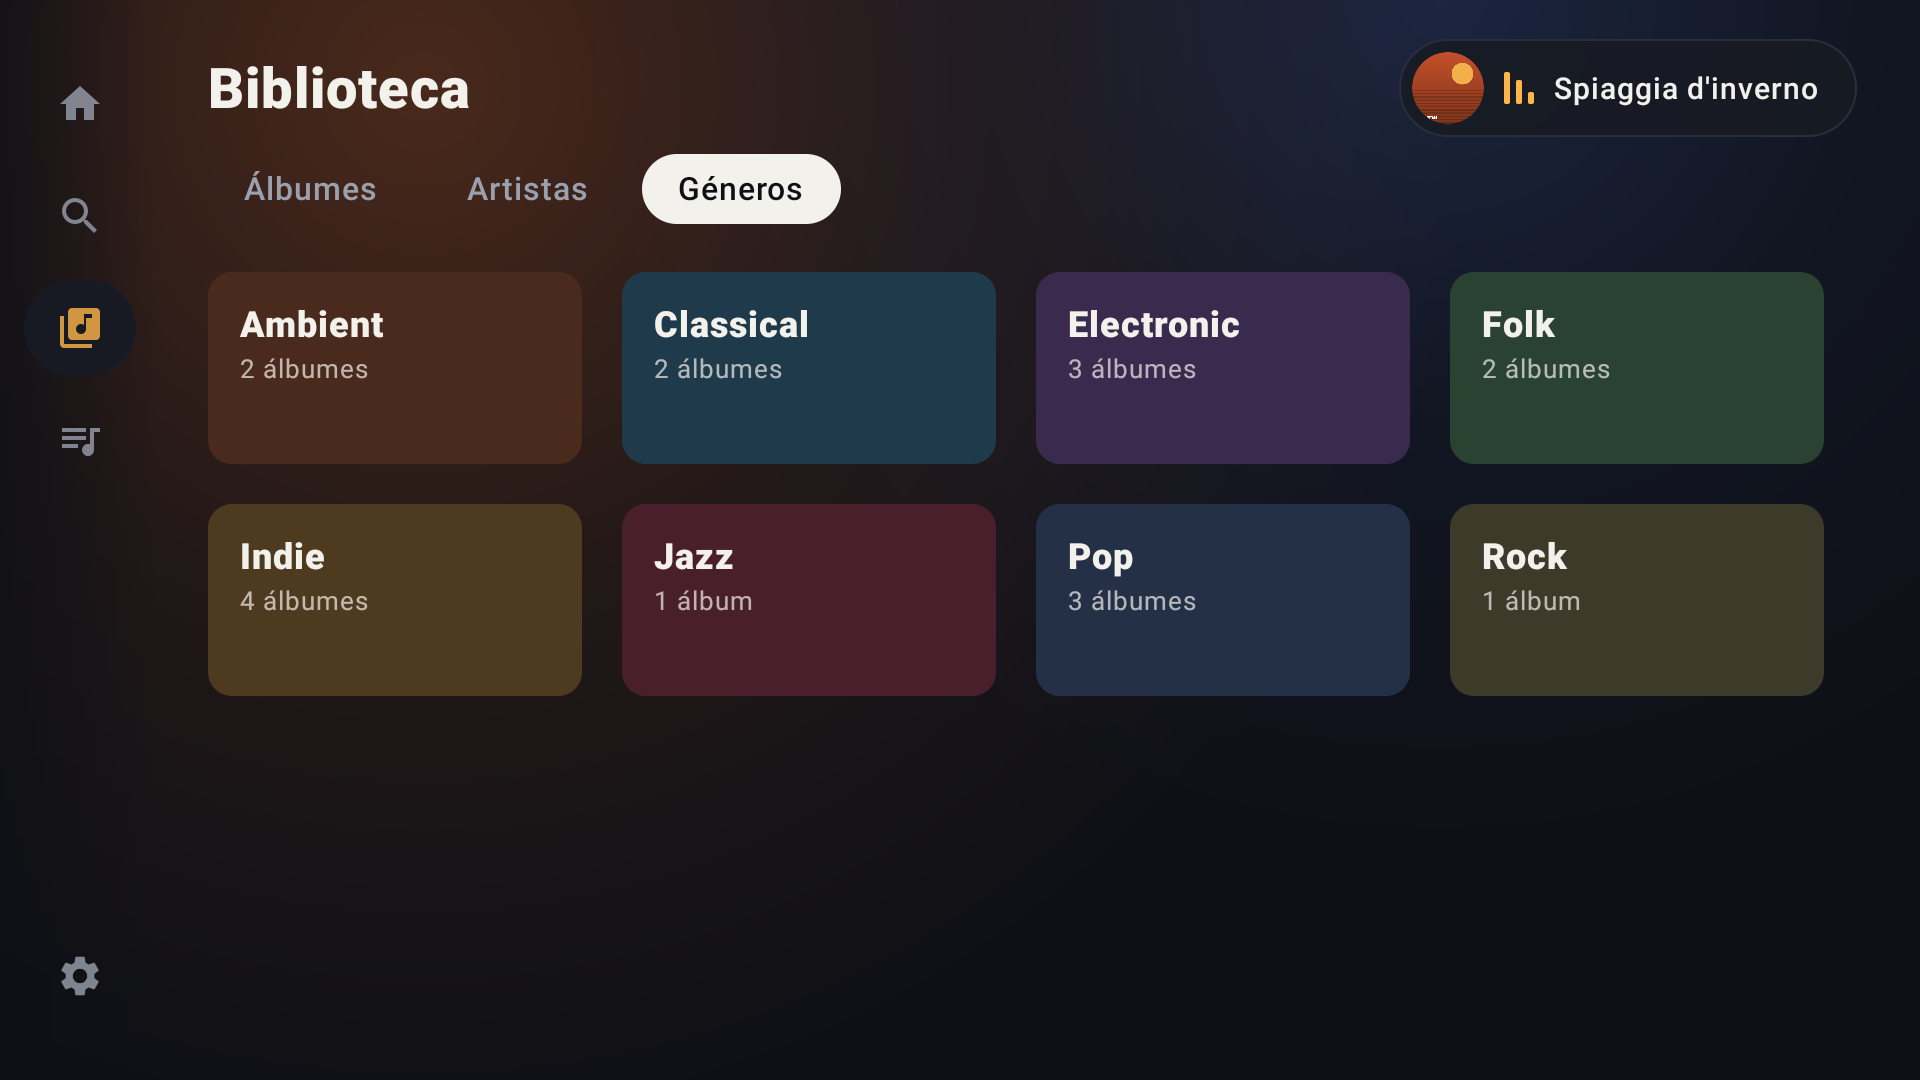 Biblioteca
Spiaggia d'inverno
Álbumes
Artistas
Géneros
Ambient
2 álbumes
Classical
2 álbumes
Electronic
3 álbumes
Folk
2 álbumes
Indie
4 álbumes
Jazz
1 álbum
Pop
3 álbumes
Rock
1 álbum